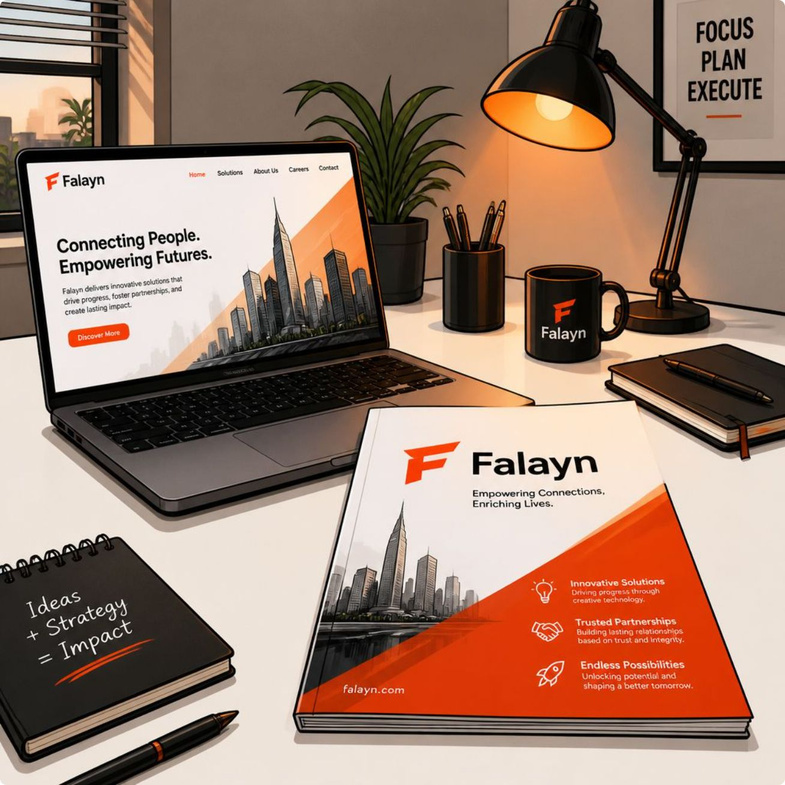 FOCUS
PLAN
EXECUTE
Falayn
Home Solutions About Us Careers Contact
Connecting People.
Empowering Futures.
Falayn delivers innovative solutions that
drive progress, foster partnerships, and
create lasting impact.
Discover More
Falayn
Falayn
Empowering Connections,
Enriching Lives.
Innovative Solutions
Driving progress through
creative technology.
Trusted Partnerships
Building lasting relationships
based on trust and integrity.
Endless Possibilities
Unlocking potential and
shaping a better tomorrow.
falayn.com
Ideas
+ Strategy
= Impact